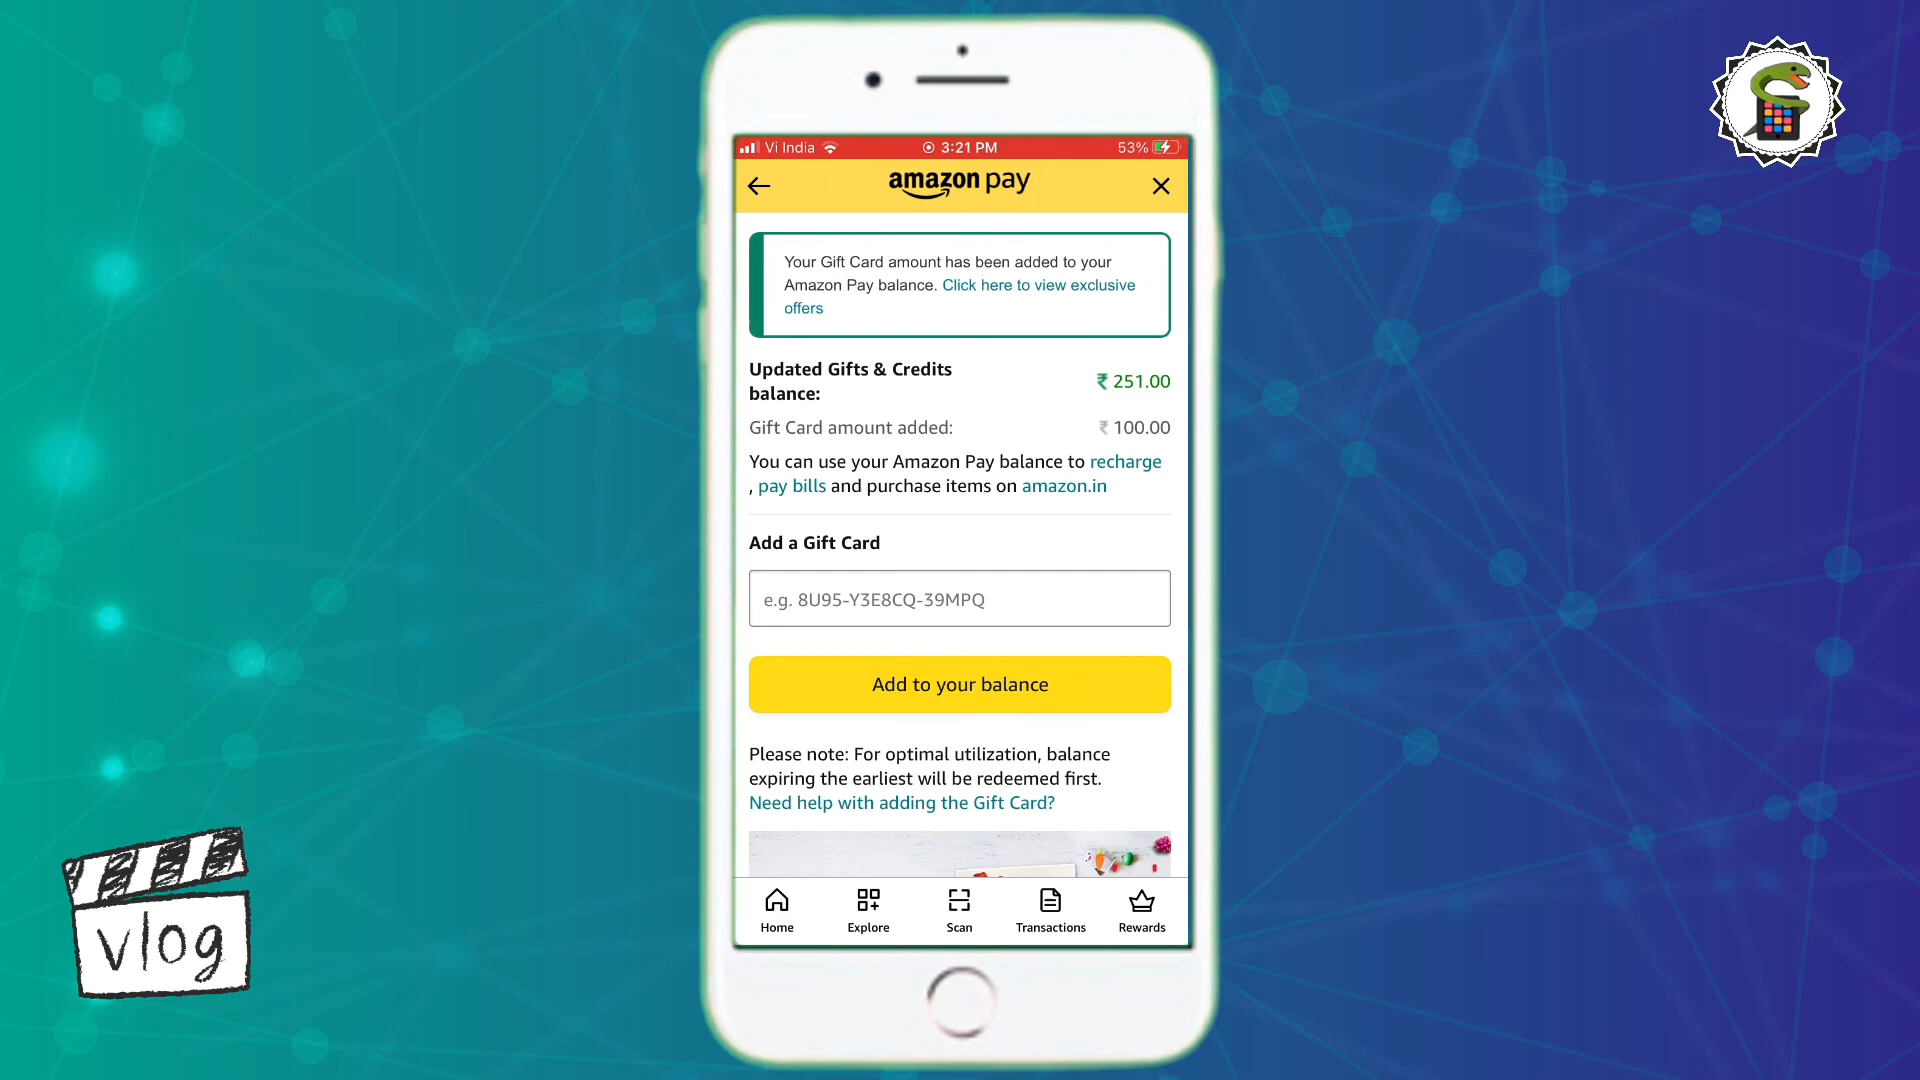 Vi India
3:21 PM
53%
amazon pay
Your Gift Card amount has been added to your
Amazon Pay balance. Click here to view exclusive
offers
Updated Gifts & Credits
balance:
₹ 251.00
Gift Card amount added:
₹ 100.00
You can use your Amazon Pay balance to recharge
, pay bills and purchase items on amazon.in
Add a Gift Card
e.g. 8U95-Y3E8CQ-39MPQ
Add to your balance
Please note: For optimal utilization, balance
expiring the earliest will be redeemed first.
Need help with adding the Gift Card?
Home
Explore
Scan
Transactions
Rewards
vlog